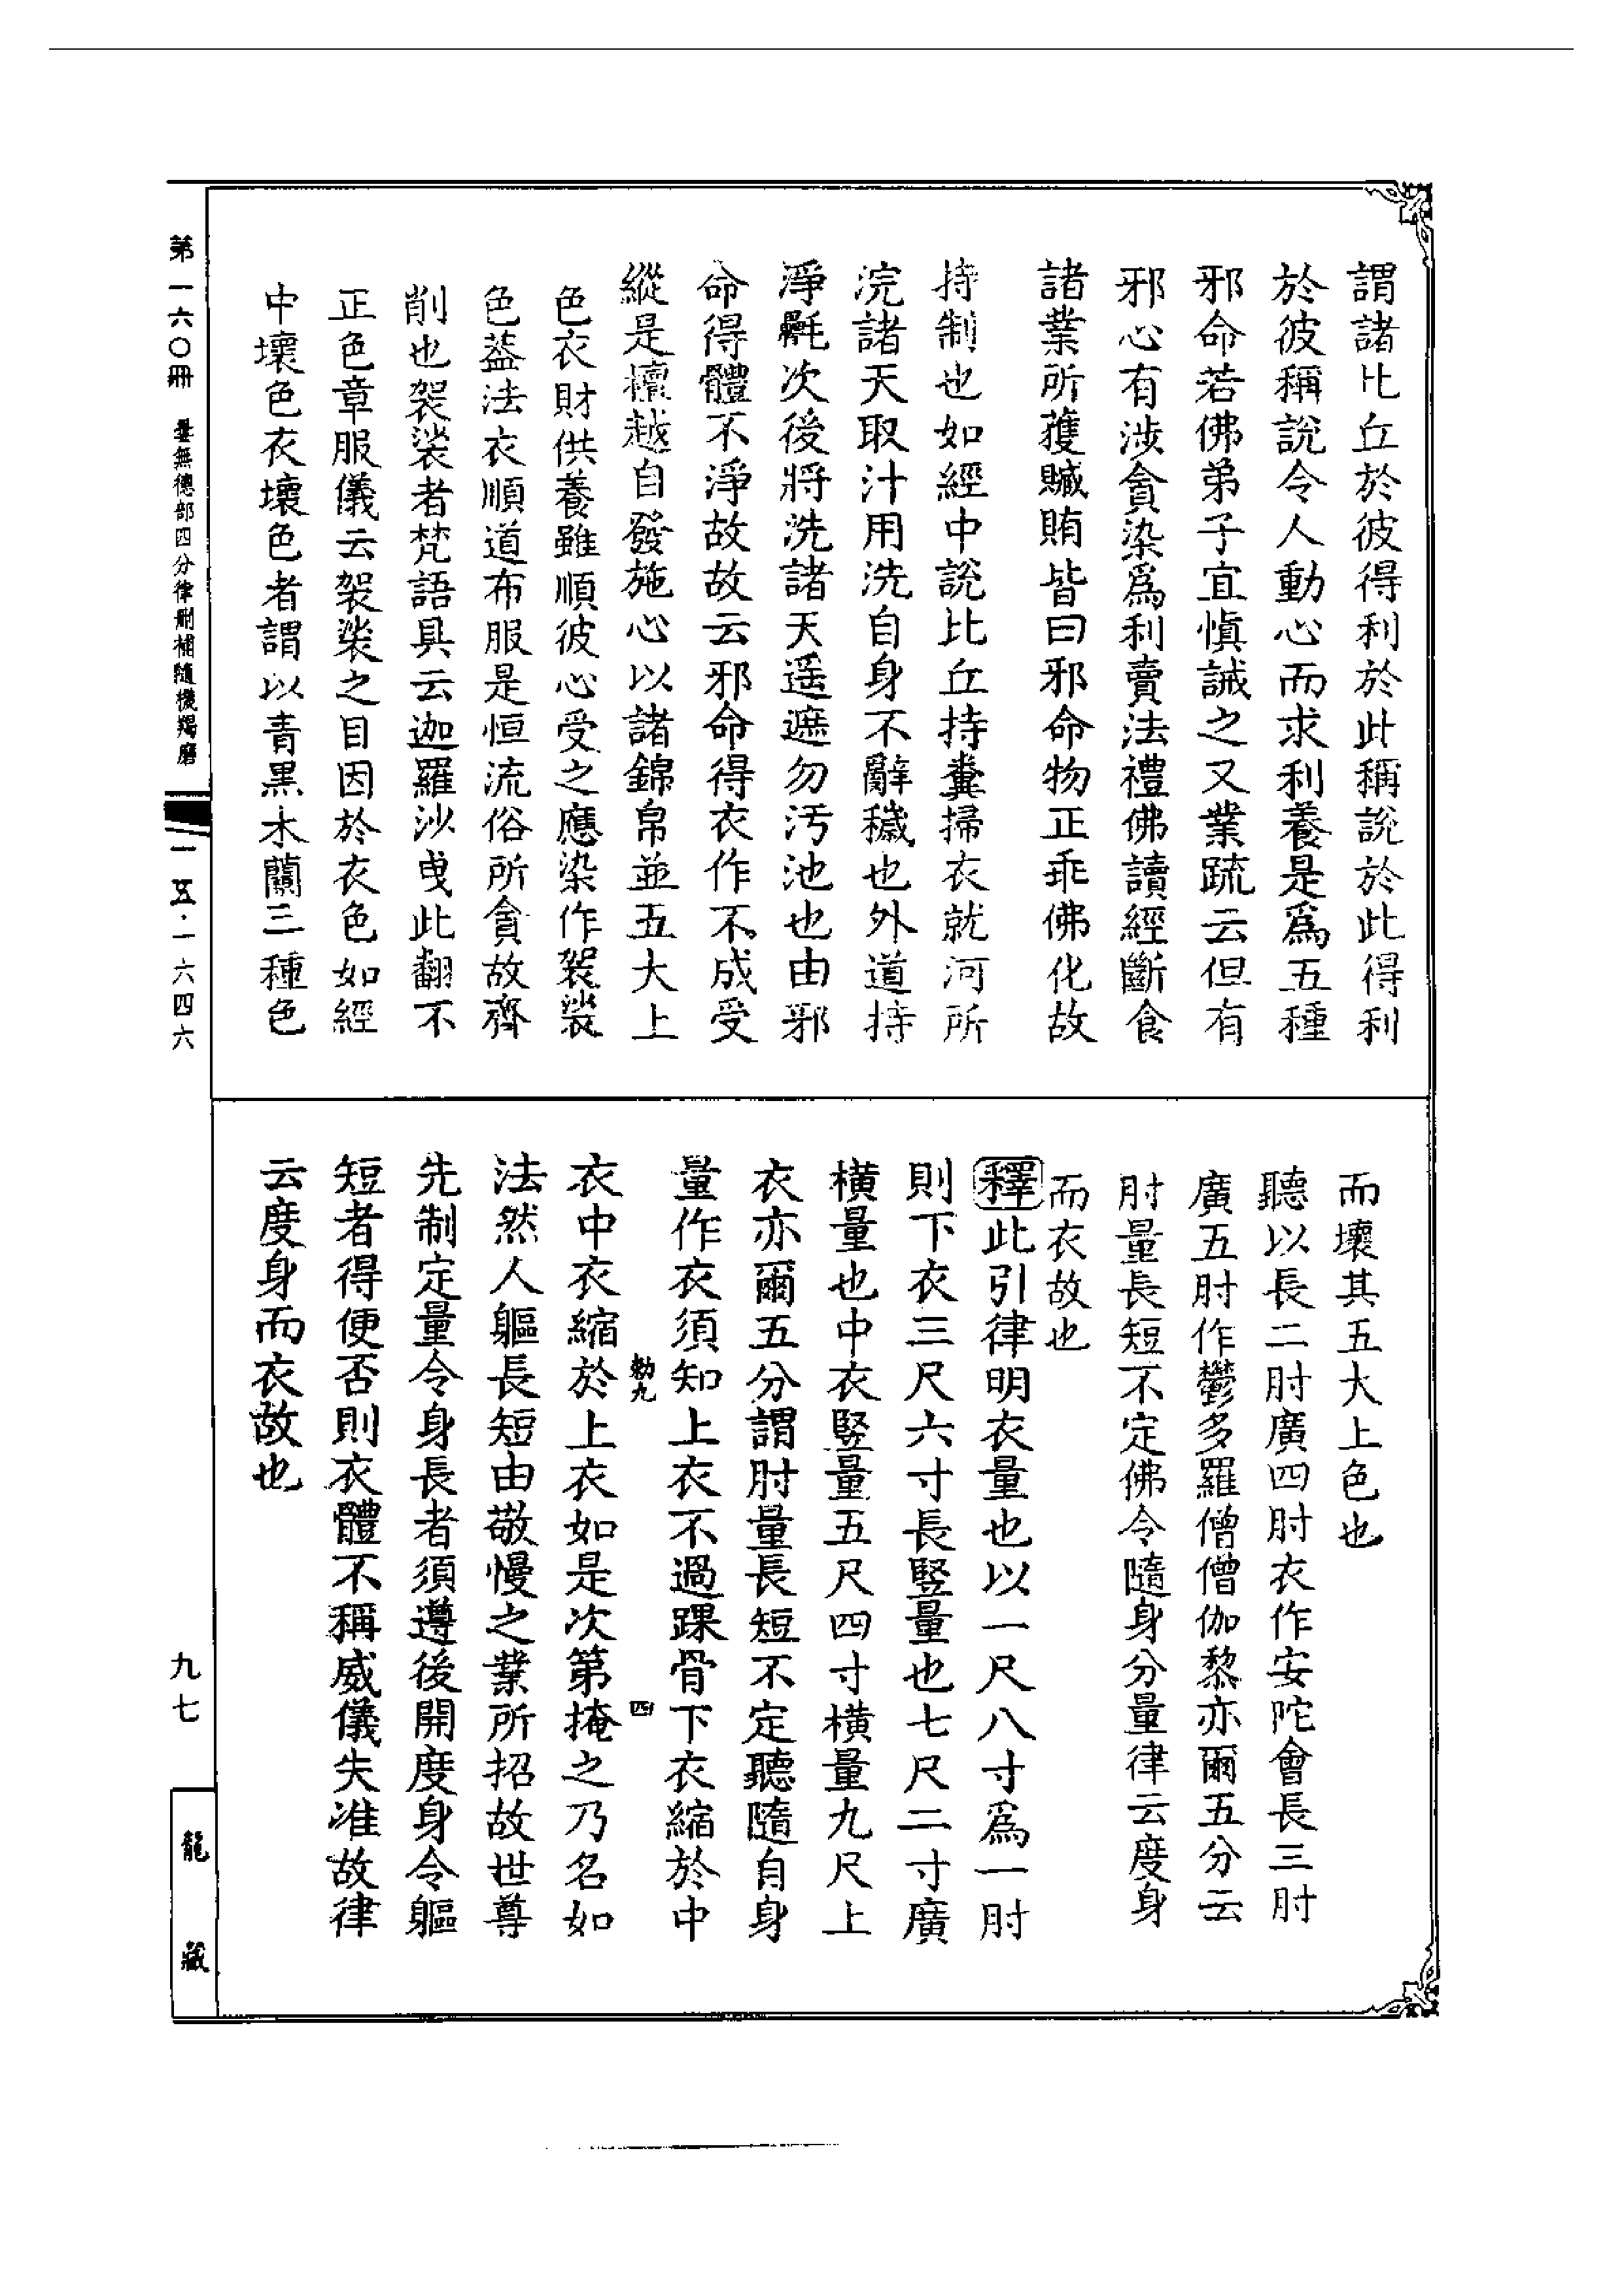 謂諸比丘於彼得利於此稱說於此得利
於彼稱說令人動心而求利養是爲五種
邪命若佛弟子宜愼誡之又業疏云但有
邪心有涉貪染爲利賣法禮佛讀經斷食
諸業所獲贓賄皆曰邪命物正乖佛化故
持制也如經中說比丘持糞掃衣就河所
浣諸天取汁用洗自身不辭穢也外道持
淨㲲次後將洗諸天遥遮勿汚池也由邪
命得體不淨故故云邪命得衣作不成受
縱是檀越自發施心以諸錦帛並五大上
色衣財供養雖順彼心受之應染作袈裟
色葢法衣順道布服是恒流俗所貪故齊
削也袈裟者梵語具云迦羅沙曳此翻不
正色章服儀云袈裟之目因於衣色如經
中壞色衣壞色者謂以青黑木蘭三種色
而壞其五大上色也
聽以長二肘廣四肘衣作安陀會長三肘
廣五肘作鬱多羅僧僧伽黎亦爾五分云
肘量長短不定佛令隨身分量律云度身
而衣故也
釋此引律明衣量也以一尺八寸爲一肘
則下衣三尺六寸長竪量也七尺二寸廣
橫量也中衣竪量五尺四寸橫量九尺上
衣亦爾五分謂肘量長短不定聽隨自身
量作衣須知上衣不過踝骨下衣縮於中
勅九 四
衣中衣縮於上衣如是次第掩之乃名如
法然人軀長短由敬慢之業所招故世尊
先制定量令身長者須遵後開度身令軀
短者得便否則衣體不稱威儀失准故律
云度身而衣故也
第一六〇冊 曇無德部四分律刪補隨機羯磨
一一五·一六四六
九七
龍藏